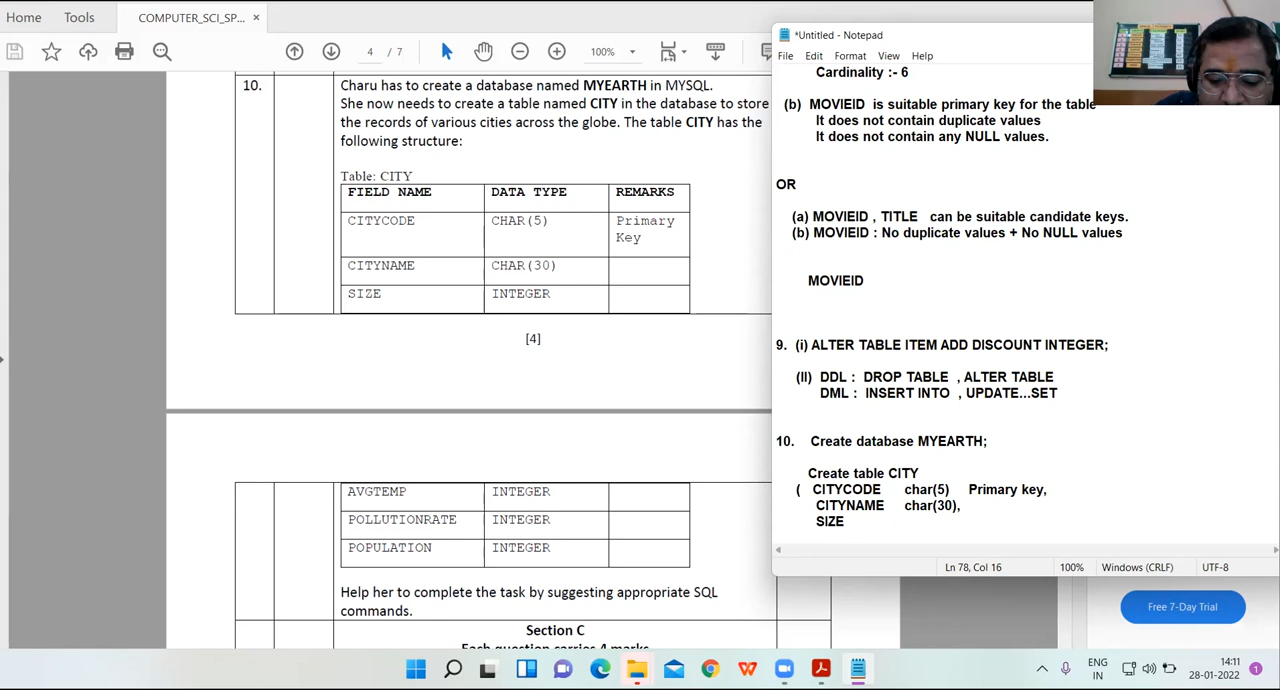 Home Tools COMPUTER_SCI_SP... ×
4 / 7 100%
10. Charu has to create a database named MYEARTH in MYSQL.
She now needs to create a table named CITY in the database to store
the records of various cities across the globe. The table CITY has the
following structure:
Table: CITY
FIELD NAME DATA TYPE REMARKS
CITYCODE CHAR(5) Primary
Key
CITYNAME CHAR(30)
SIZE INTEGER
[4]
AVGTEMP INTEGER
POLLUTIONRATE INTEGER
POPULATION INTEGER
Help her to complete the task by suggesting appropriate SQL
commands.
Section C
Each question carries 4 marks
*Untitled - Notepad
File Edit Format View Help
Cardinality :- 6
(b) MOVIEID is suitable primary key for the table
It does not contain duplicate values
It does not contain any NULL values.
OR
(a) MOVIEID , TITLE can be suitable candidate keys.
(b) MOVIEID : No duplicate values + No NULL values
MOVIEID
9. (i) ALTER TABLE ITEM ADD DISCOUNT INTEGER;
(II) DDL : DROP TABLE , ALTER TABLE
DML : INSERT INTO , UPDATE...SET
10. Create database MYEARTH;
Create table CITY
( CITYCODE char(5) Primary key,
CITYNAME char(30),
SIZE
Ln 78, Col 16 100% Windows (CRLF) UTF-8
Free 7-Day Trial
ENG
IN
14:11
28-01-2022
1